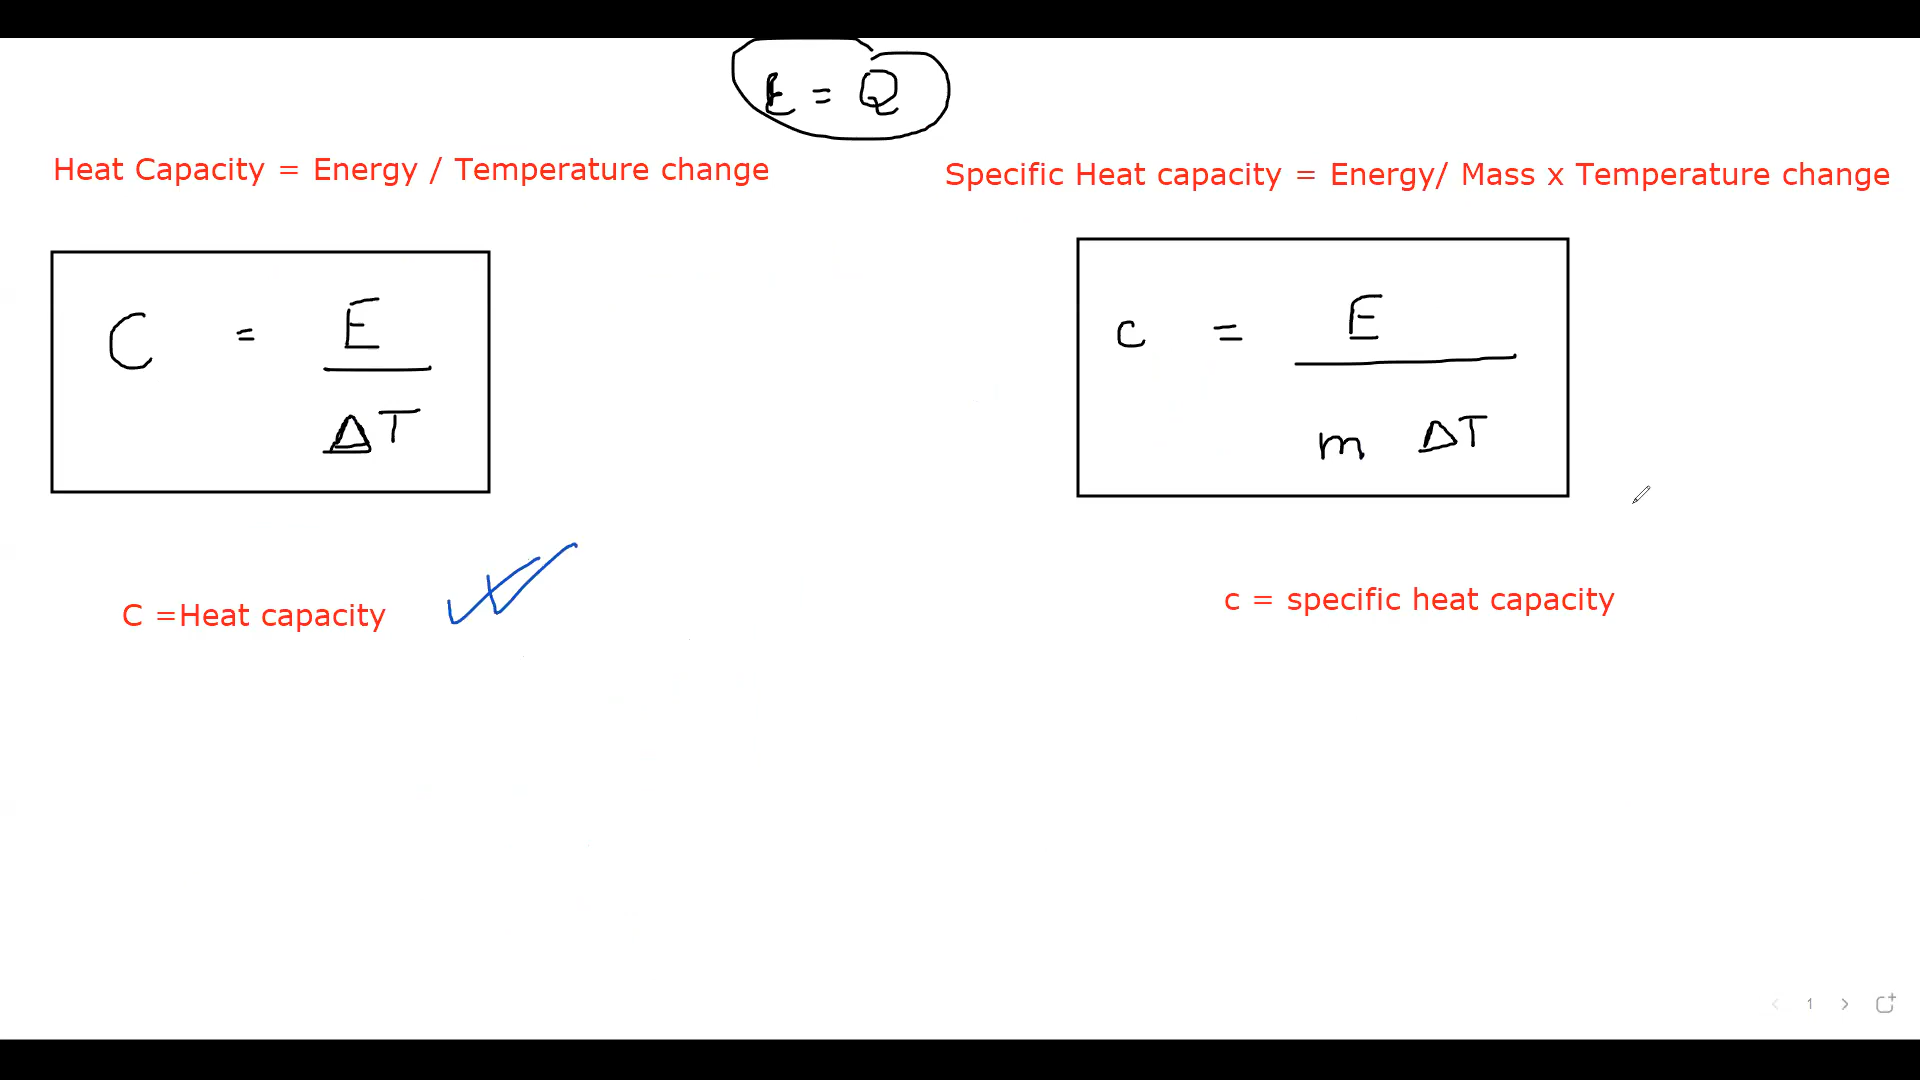 E = Q
Heat Capacity = Energy / Temperature change
Specific Heat capacity = Energy/ Mass x Temperature change
C = E
ΔT
c = E
m ΔT
C =Heat capacity
c = specific heat capacity
1